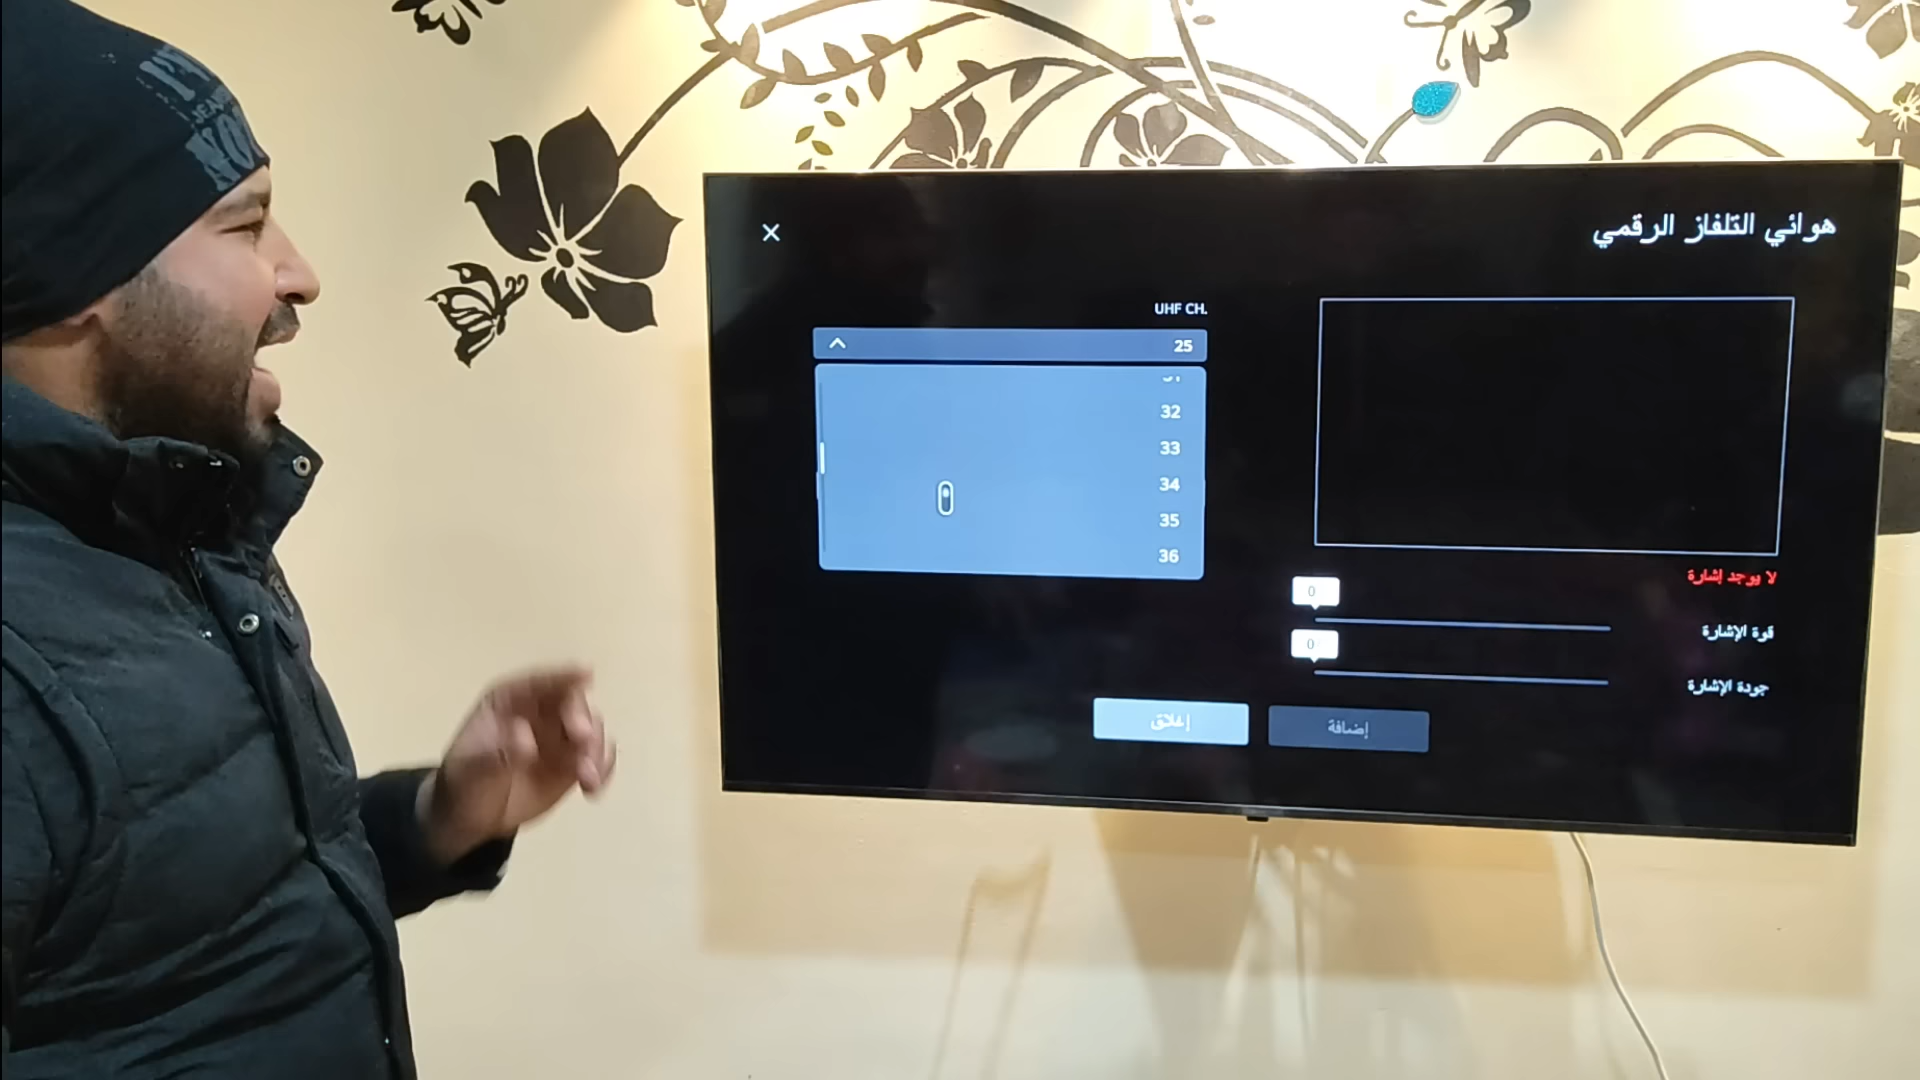 هوائي التلفاز الرقمي
UHF CH.
25
32
33
34
35
36
لا يوجد إشارة
0
قوة الإشارة
0
جودة الإشارة
إضافة
إغلاق